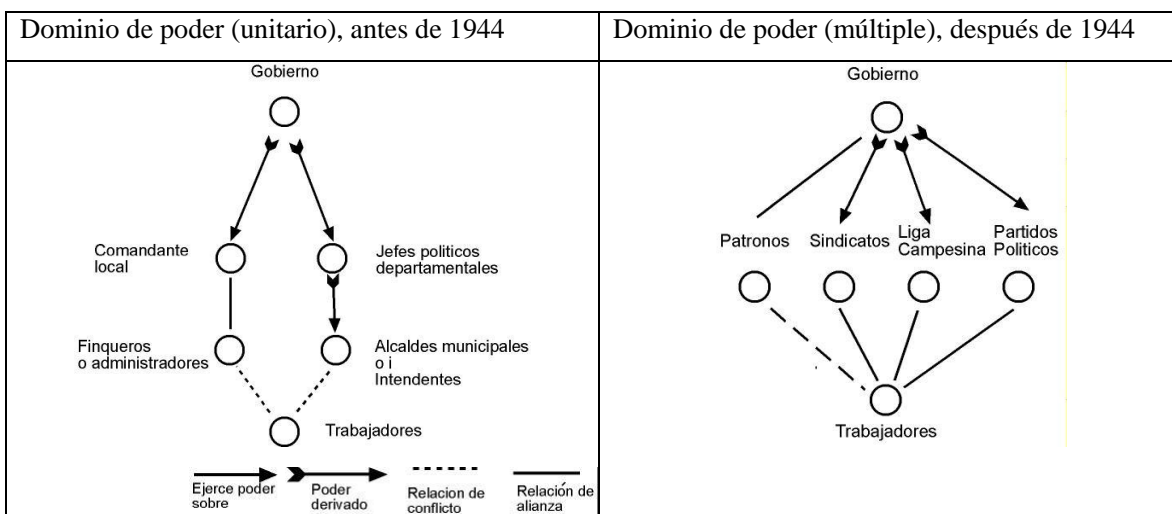 Dominio de poder (unitario), antes de 1944
Gobierno
Comandante
local
Jefes politicos
departamentales
Finqueros
o administradores
Alcaldes municipales
o i
Intendentes
Trabajadores
Ejerce poder
sobre
Poder
derivado
Relacion de
conflicto
Relación de
alianza
Dominio de poder (múltiple), después de 1944
Gobierno
Patronos
Sindicatos
Liga
Campesina
Partidos
Politicos
Trabajadores